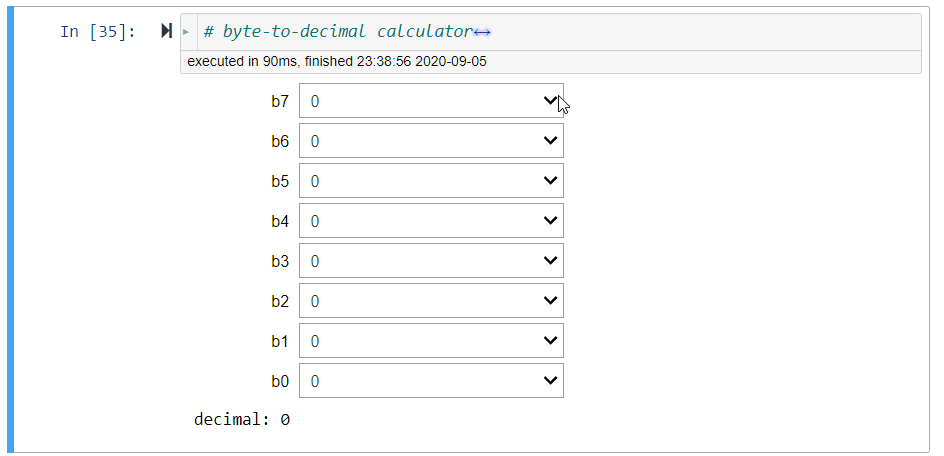 In [35]: # byte-to-decimal calculator
executed in 90ms, finished 23:38:56 2020-09-05
b7 0
b6 0
b5 0
b4 0
b3 0
b2 0
b1 0
b0 0
decimal: 0